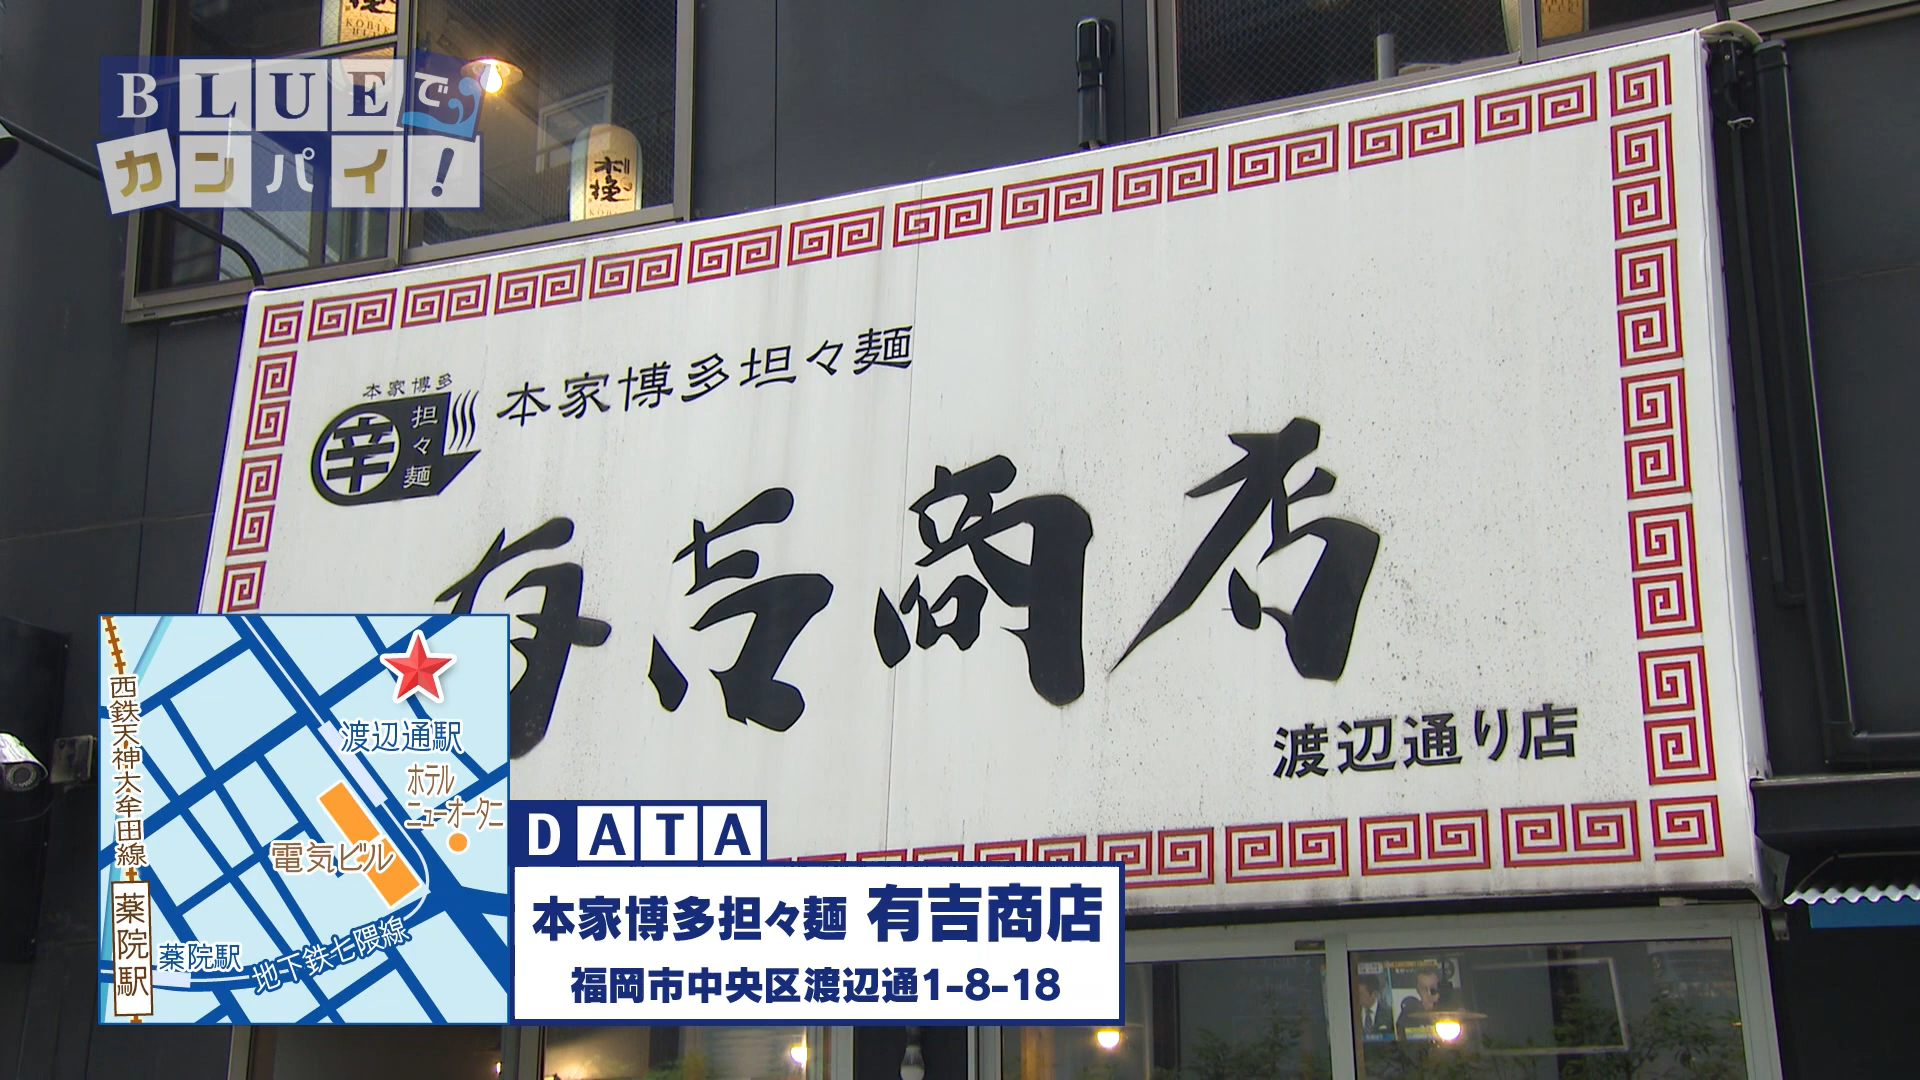 BLUEで
カンパイ!
木挽
本家博多
辛
担々麺
本家博多担々麺
有吉商店
渡辺通り店
西鉄天神大牟田線
渡辺通駅
ホテル
ニューオータニ
電気ビル
薬院駅
薬院駅
地下鉄七隈線
DATA
本家博多担々麺 有吉商店
福岡市中央区渡辺通1-8-18